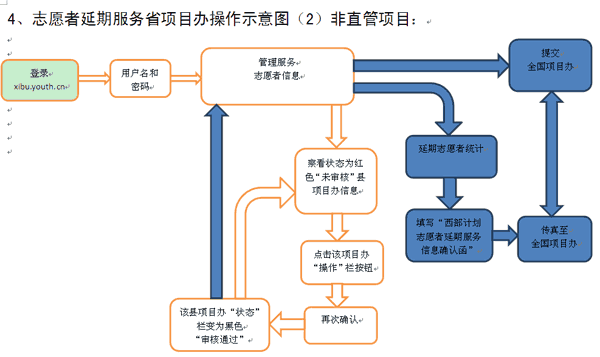 4、志愿者延期服务省项目办操作示意图（2）非直管项目：
登录
xibu.youth.cn
用户名和
密码
管理服务
志愿者信息
提交
全国项目办
察看状态为红
色“未审核”县
项目办信息
延期志愿者统计
填写“西部计划
志愿者延期服务
信息确认函”
传真至
全国项目办
点击该项目办
“操作”栏按钮
该县项目办“状态”
栏变为黑色
“审核通过”
再次确认